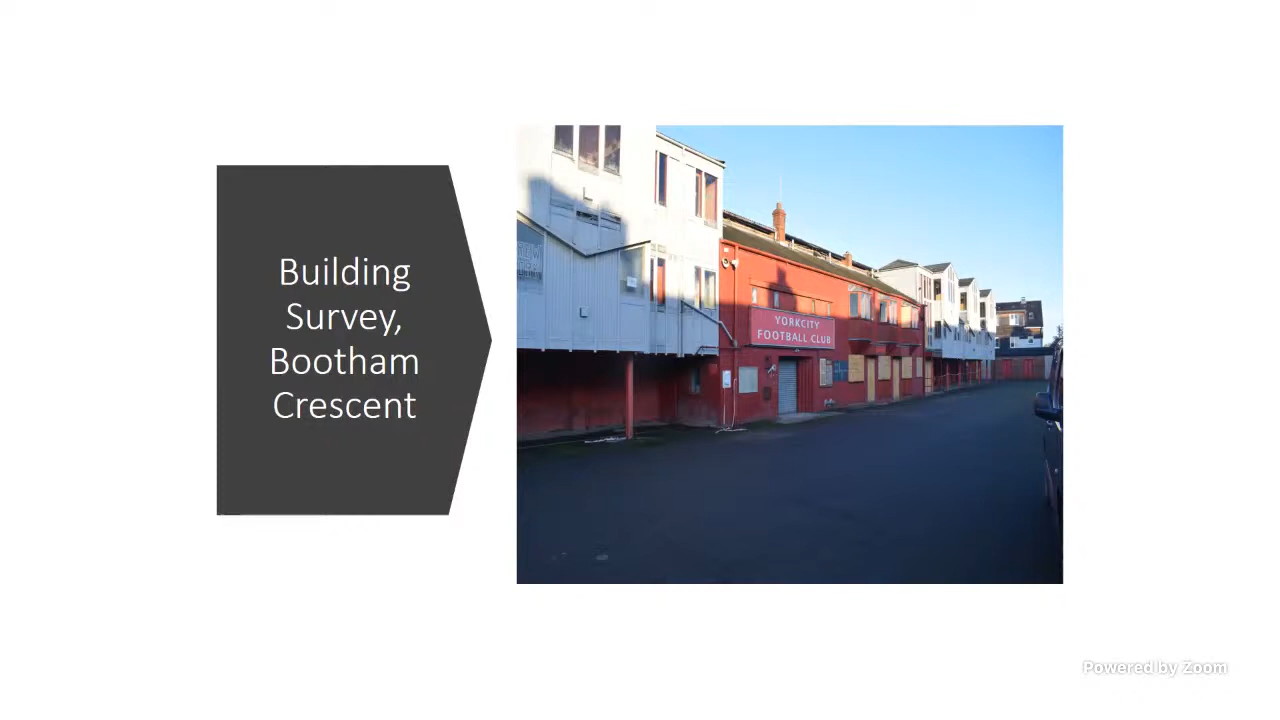 Building
Survey,
Bootham
Crescent
YORKCITY
FOOTBALL CLUB
Powered by Zoom